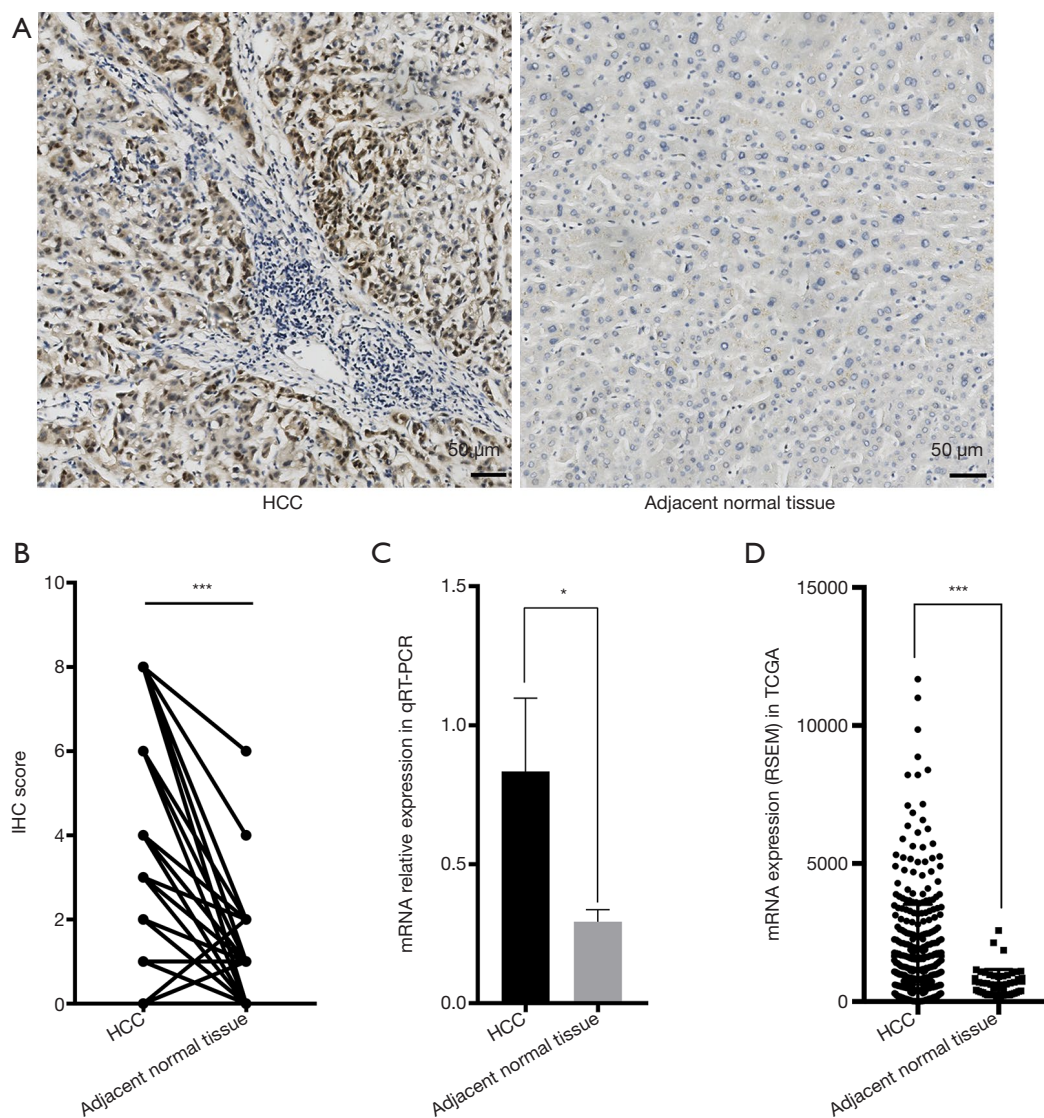 A
50 µm
50 µm
HCC
Adjacent normal tissue
B
C
D
10
8
6
4
2
0
IHC score
***
HCC
Adjacent normal tissue
1.5
1.0
0.5
0.0
mRNA relative expression in qRT-PCR
*
HCC
Adjacent normal tissue
15000
10000
5000
0
mRNA expression (RSEM) in TCGA
***
HCC
Adjacent normal tissue